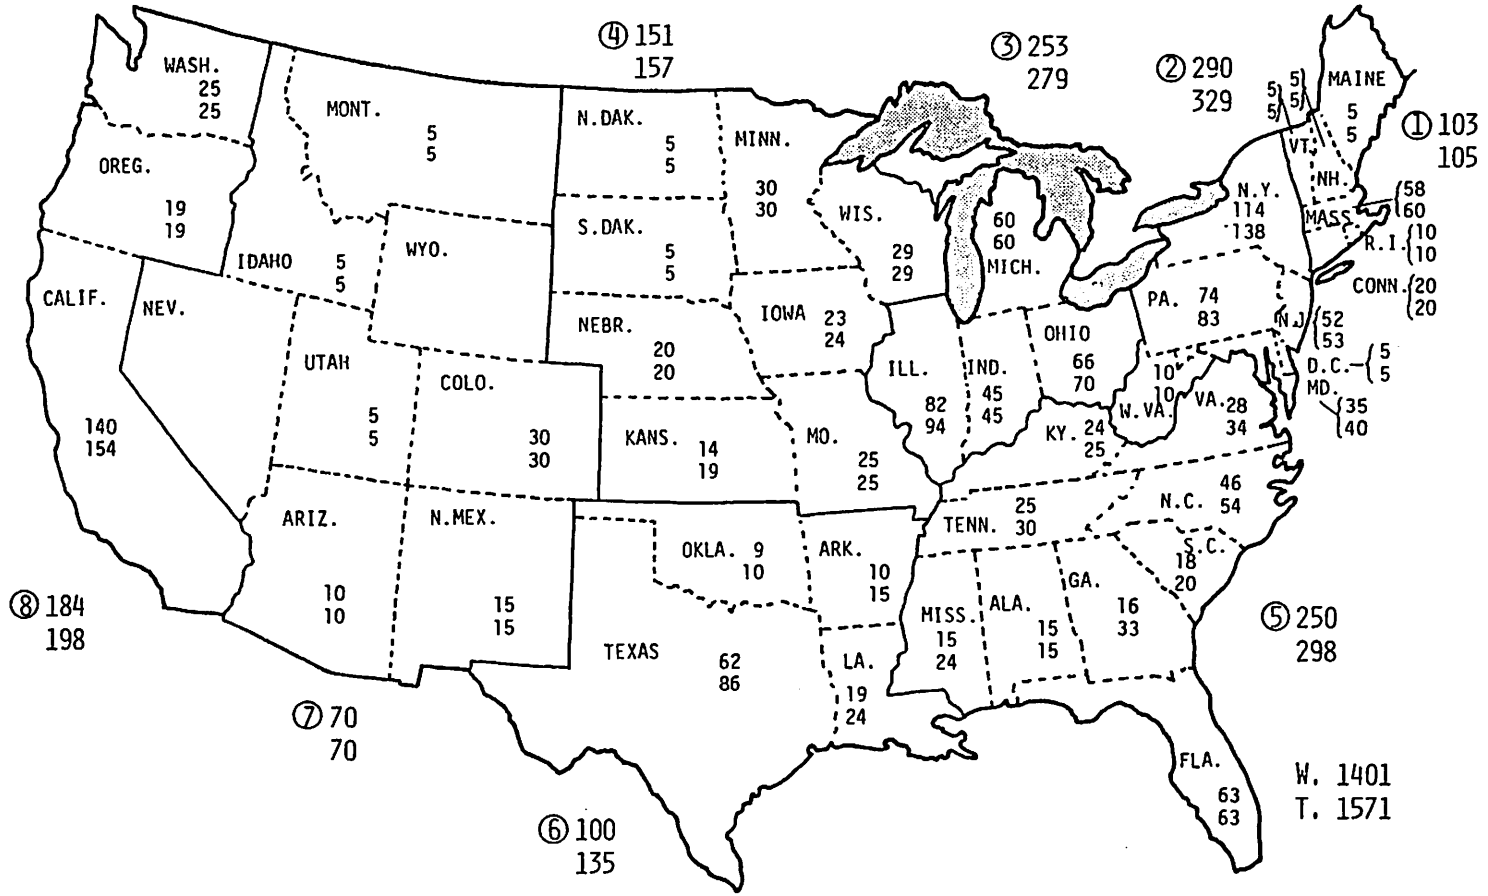 ④ 151
157
③ 253
279
② 290
329
① 103
105
WASH.
25
25
MONT.
5
5
N.DAK.
5
5
MINN.
30
30
5
5
5
5
MAINE
5
5
VT.
NH.
OREG.
19
19
IDAHO
5
5
WYO.
S.DAK.
5
5
WIS.
29
29
60
60
MICH.
N.Y.
114
138
MASS
58
60
R.I.
10
10
CONN.
20
20
CALIF.
140
154
NEV.
UTAH
5
5
COLO.
30
30
NEBR.
20
20
IOWA
23
24
ILL.
82
94
IND.
45
45
OHIO
66
70
PA.
74
83
N.J
52
53
D.C.
5
5
MD.
35
40
10
10
W.VA.
VA.
28
34
KANS.
14
19
MO.
25
25
KY.
24
25
ARIZ.
10
10
N.MEX.
15
15
OKLA.
9
10
ARK.
10
15
TENN.
25
30
N.C.
46
54
S.C.
18
20
MISS.
15
24
ALA.
15
15
GA.
16
33
TEXAS
62
86
LA.
19
24
FLA.
63
63
⑧ 184
198
⑦ 70
70
⑥ 100
135
⑤ 250
298
W. 1401
T. 1571